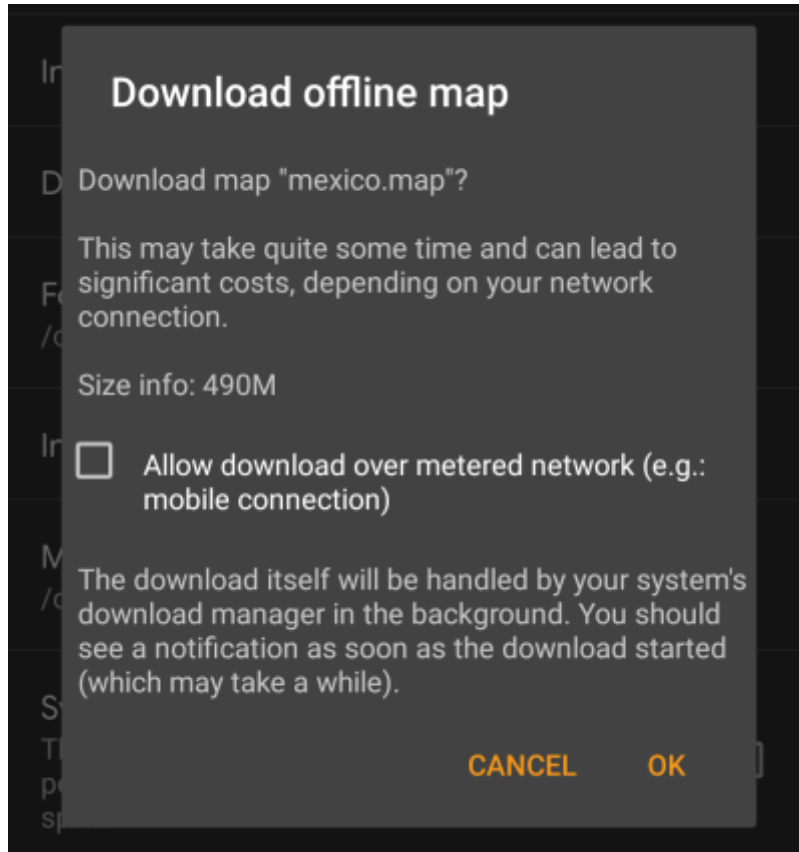 Download offline map
Download map "mexico.map"?
This may take quite some time and can lead to
significant costs, depending on your network
connection.
Size info: 490M
Allow download over metered network (e.g.:
mobile connection)
The download itself will be handled by your system's
download manager in the background. You should
see a notification as soon as the download started
(which may take a while).
CANCEL
OK